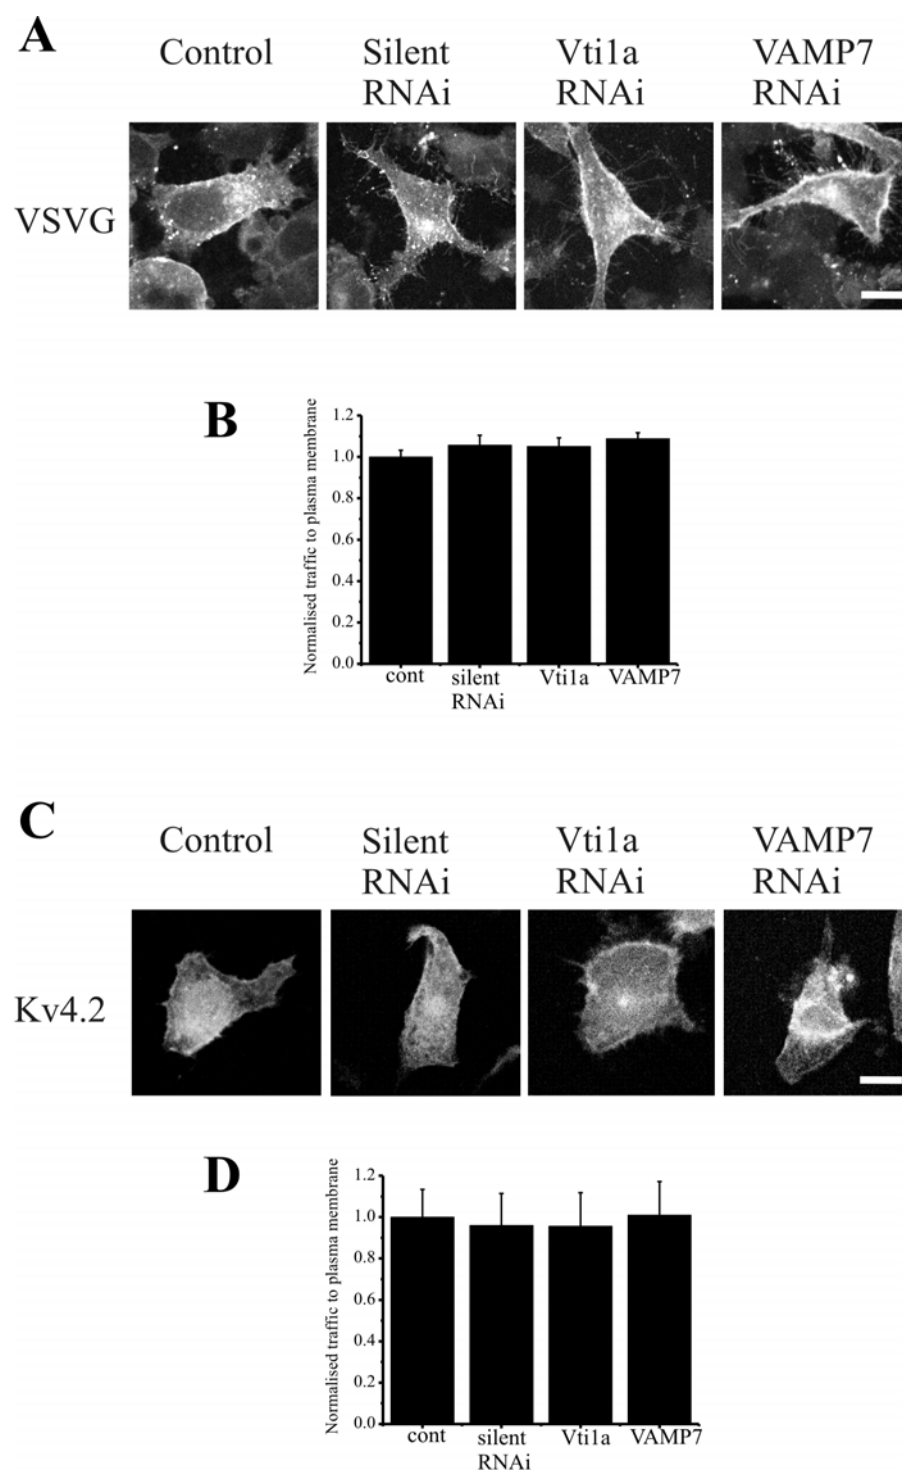 A
Control
Silent
RNAi
Vti1a
RNAi
VAMP7
RNAi
VSVG
B
Normalised traffic to plasma membrane
1.2
1.0
0.8
0.6
0.4
0.2
0.0
cont
silent
RNAi
Vti1a
VAMP7
C
Control
Silent
RNAi
Vti1a
RNAi
VAMP7
RNAi
Kv4.2
D
Normalised traffic to plasma membrane
1.2
1.0
0.8
0.6
0.4
0.2
0.0
cont
silent
RNAi
Vti1a
VAMP7